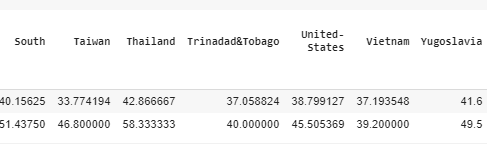 South Taiwan Thailand Trinadad&Tobago United-States Vietnam Yugoslavia
40.15625 33.774194 42.866667 37.058824 38.799127 37.193548 41.6
51.43750 46.800000 58.333333 40.000000 45.505369 39.200000 49.5